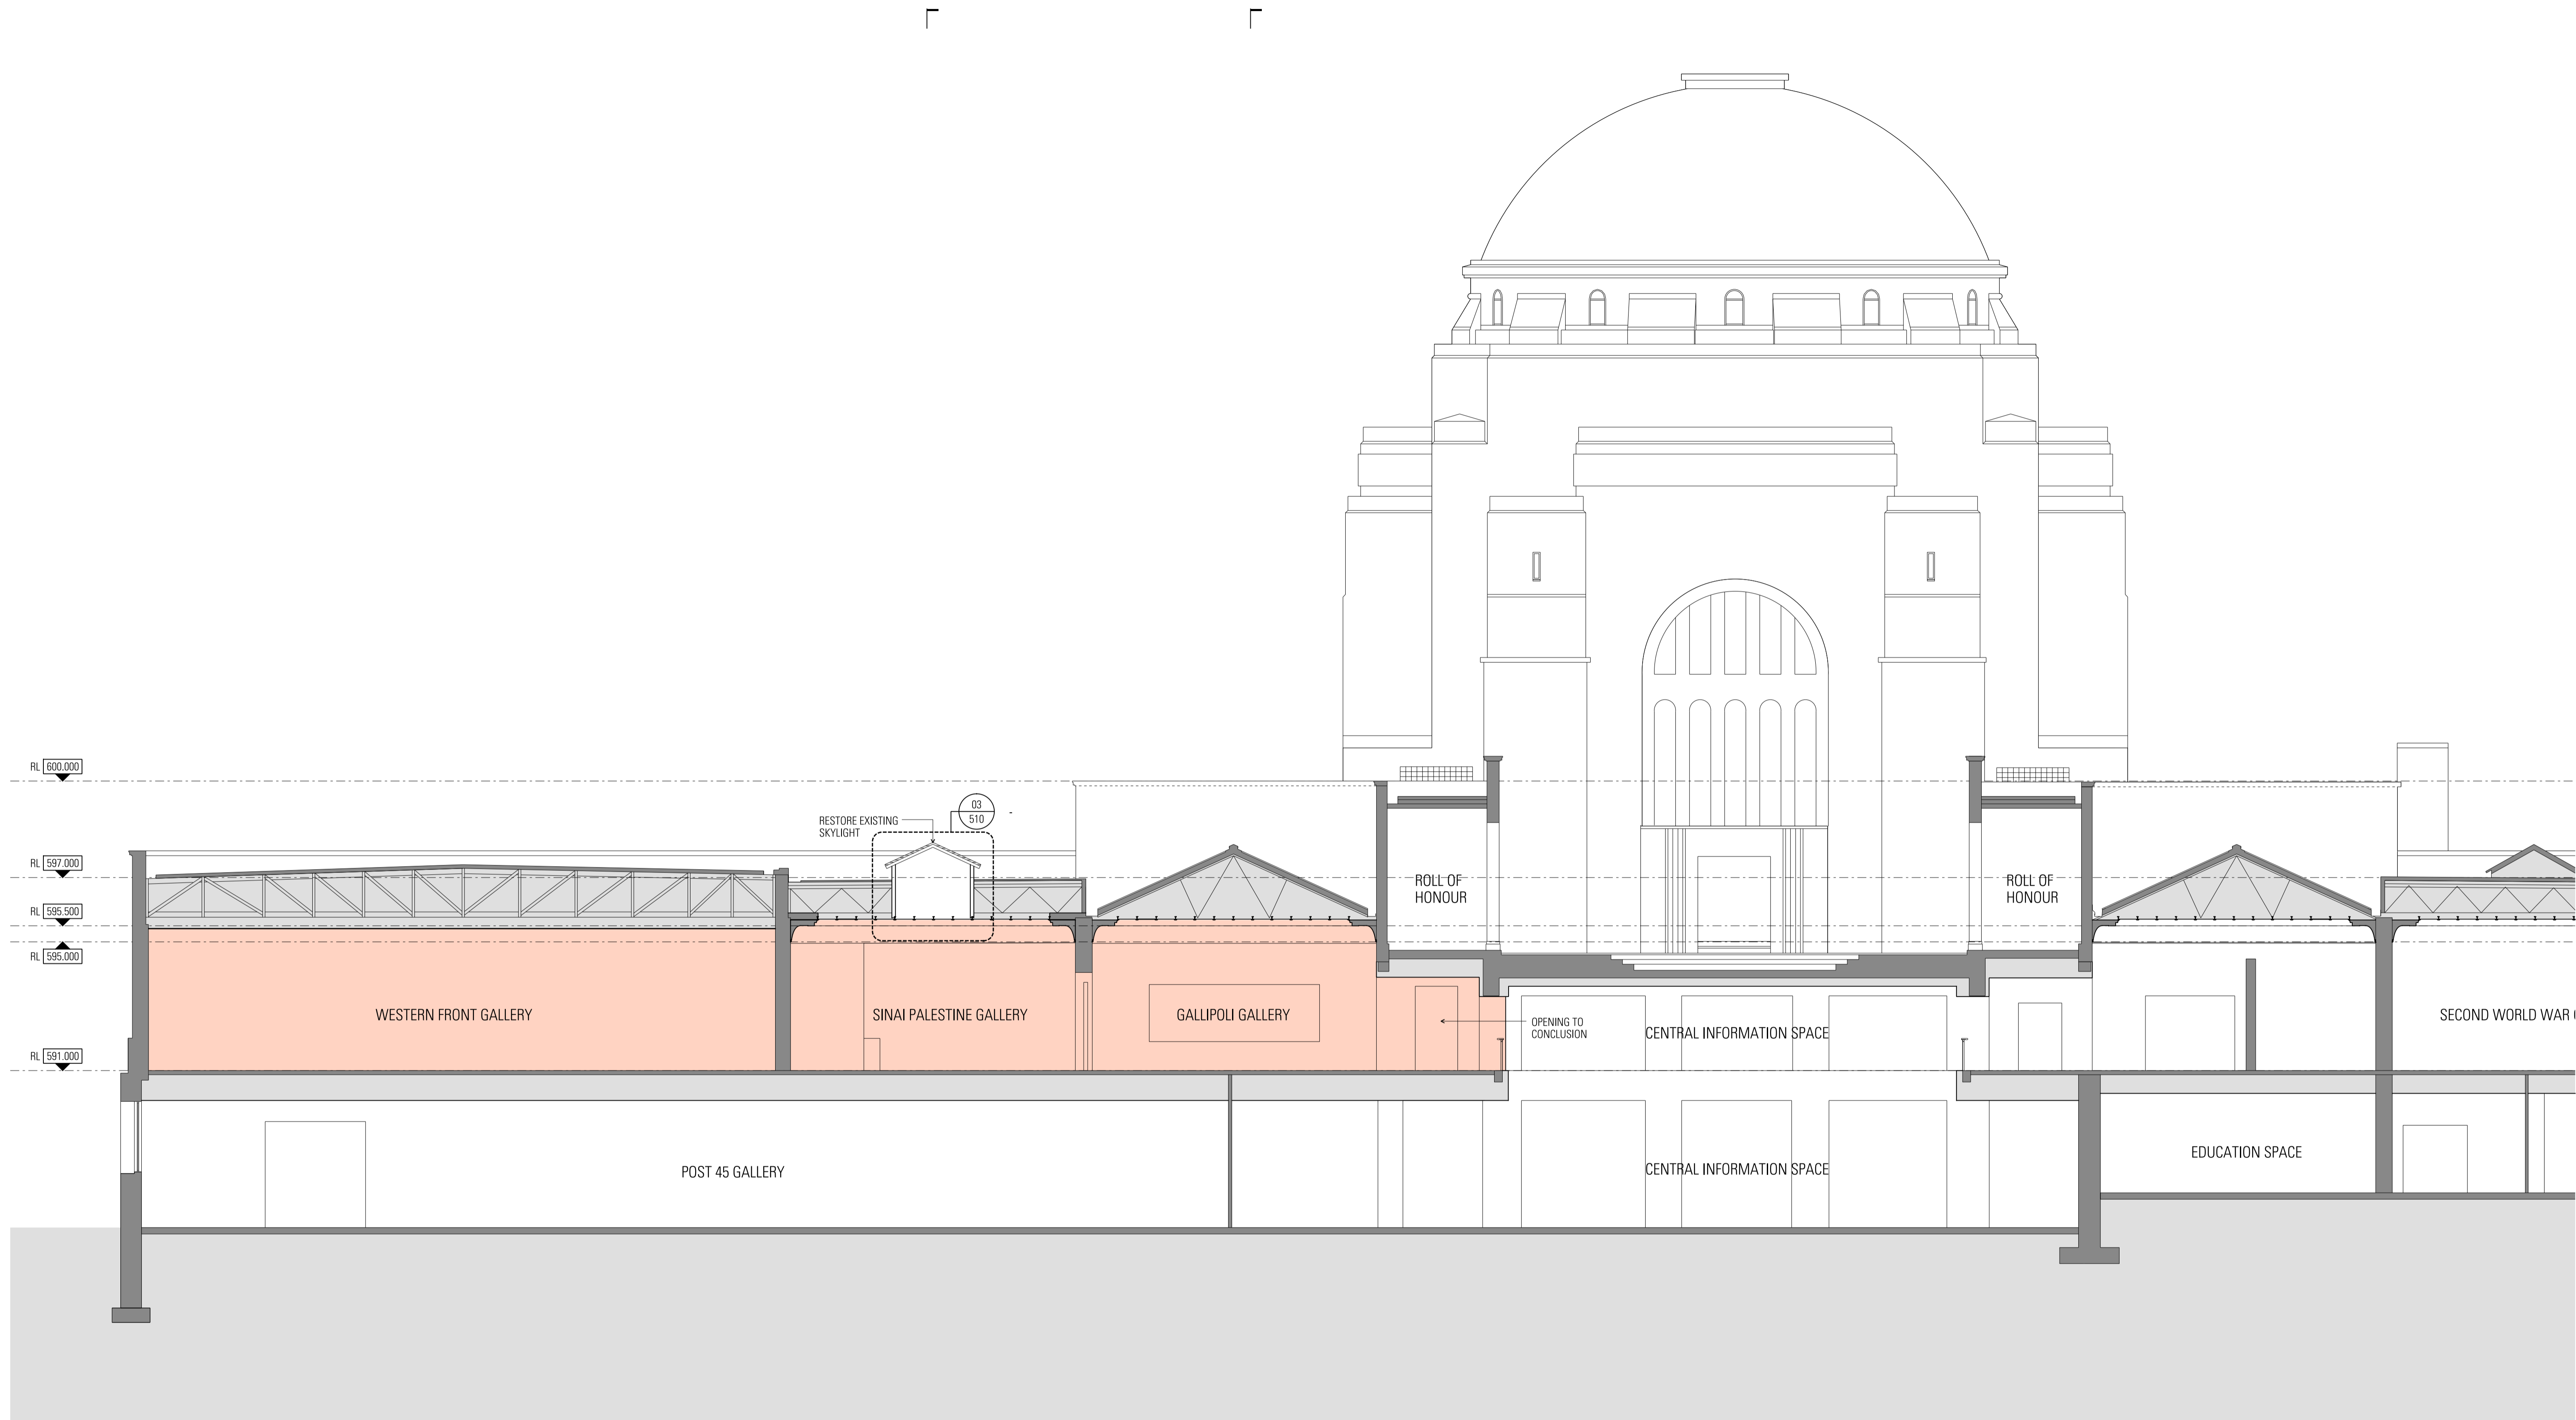 RL 600.000
03
510
RESTORE EXISTING
SKYLIGHT
RL 597.000
ROLL OF
HONOUR
ROLL OF
HONOUR
RL 595.500
RL 595.000
WESTERN FRONT GALLERY
SINAI PALESTINE GALLERY
GALLIPOLI GALLERY
OPENING TO
CONCLUSION
CENTRAL INFORMATION SPACE
SECOND WORLD WAR
RL 591.000
POST 45 GALLERY
CENTRAL INFORMATION SPACE
EDUCATION SPACE